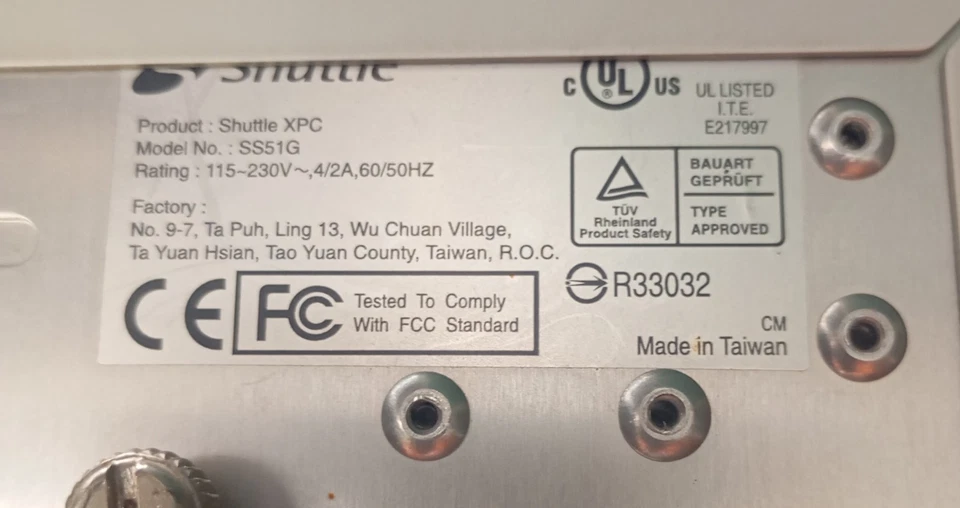 Shuttle
Product : Shuttle XPC
Model No. : SS51G
Rating : 115~230V~,4/2A,60/50HZ
Factory :
No. 9-7, Ta Puh, Ling 13, Wu Chuan Village,
Ta Yuan Hsian, Tao Yuan County, Taiwan, R.O.C.
CE
FC
Tested To Comply
With FCC Standard
C UL ® US
UL LISTED
I.T.E.
E217997
TÜV
Rheinland
Product Safety
BAUART
GEPRÜFT
TYPE
APPROVED
R33032
CM
Made in Taiwan